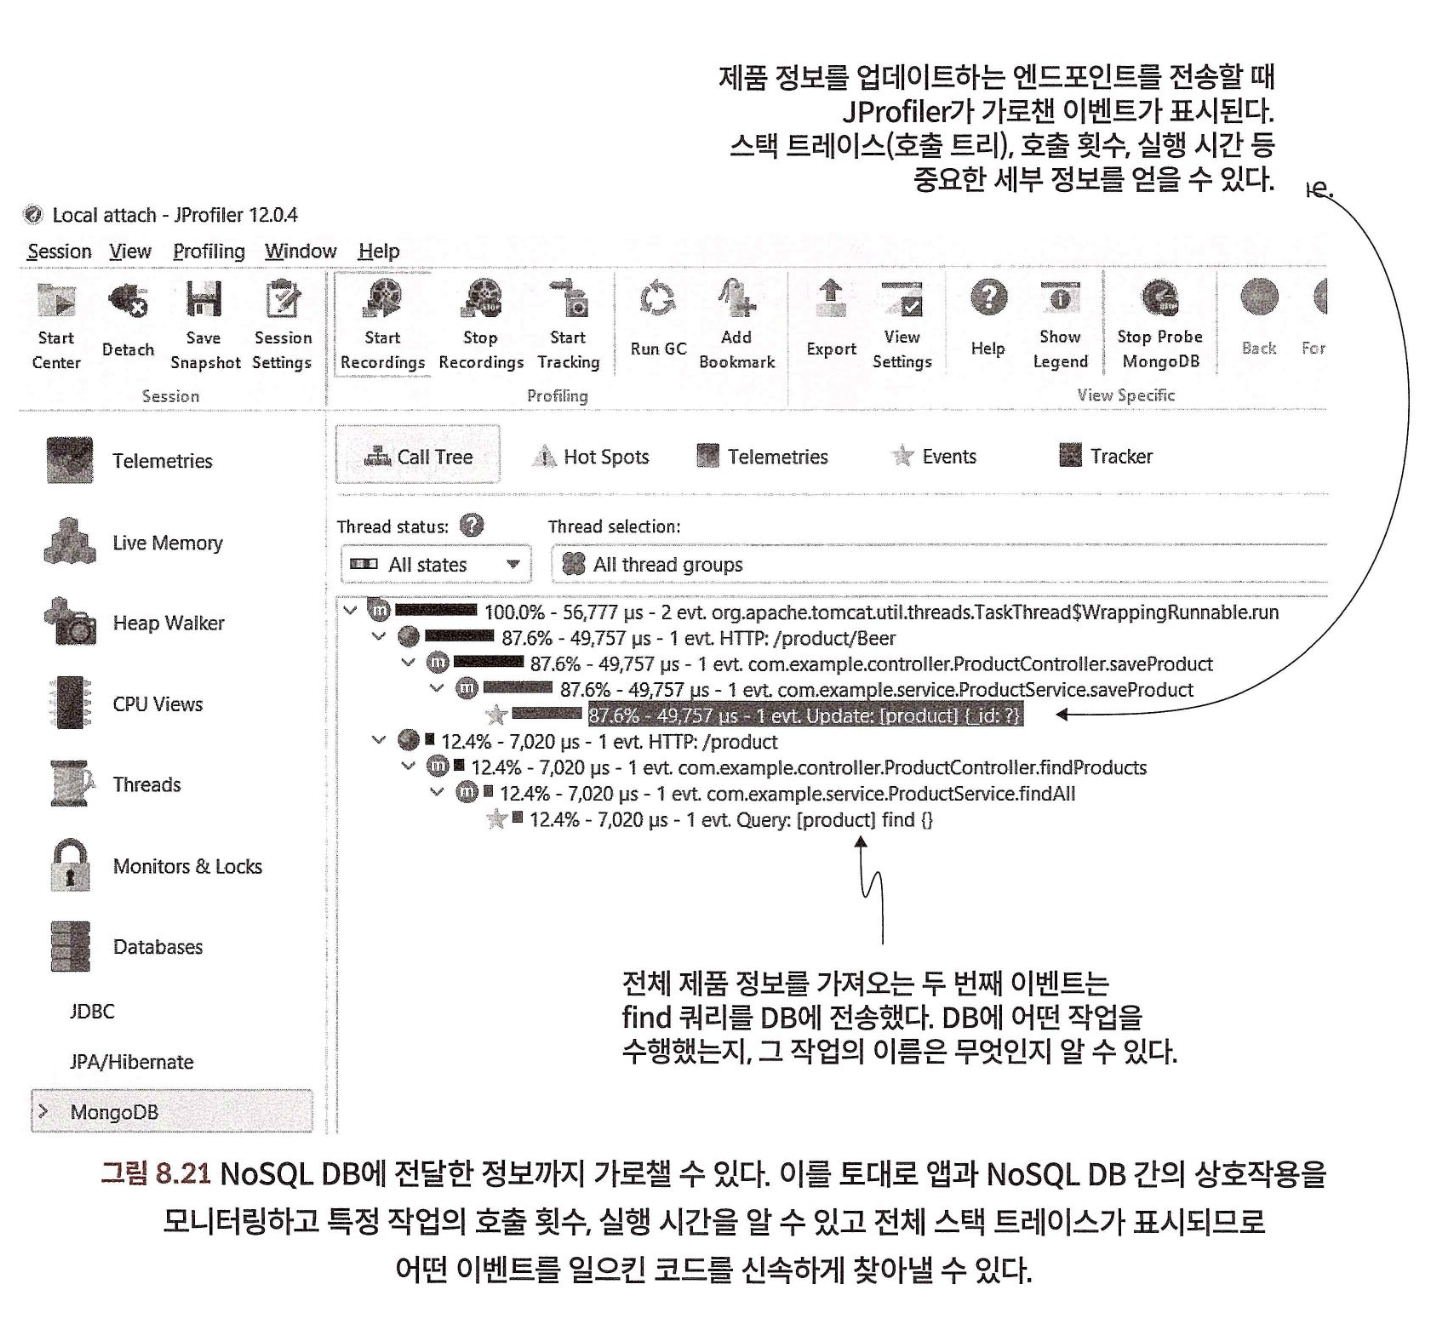 제품 정보를 업데이트하는 엔드포인트를 전송할 때
JProfiler가 가로챈 이벤트가 표시된다.
스택 트레이스(호출 트리), 호출 횟수, 실행 시간 등
중요한 세부 정보를 얻을 수 있다.
Local attach - JProfiler 12.0.4
Session View Profiling Window Help
Start Center
Detach
Save Snapshot
Session Settings
Start Recordings
Stop Recordings
Start Tracking
Run GC
Add Bookmark
Export
View Settings
Help
Show Legend
Stop Probe MongoDB
Back
For
Session
Profiling
View Specific
Telemetries
Live Memory
Heap Walker
CPU Views
Threads
Monitors & Locks
Databases
JDBC
JPA/Hibernate
MongoDB
Call Tree
Hot Spots
Telemetries
Events
Tracker
Thread status:
Thread selection:
All states
All thread groups
100.0% - 56,777 µs - 2 evt. org.apache.tomcat.util.threads.TaskThread$WrappingRunnable.run
87.6% - 49,757 µs - 1 evt. HTTP: /product/Beer
87.6% - 49,757 µs - 1 evt. com.example.controller.ProductController.saveProduct
87.6% - 49,757 µs - 1 evt. com.example.service.ProductService.saveProduct
87.6% - 49,757 µs - 1 evt. Update: [product] {_id: ?}
12.4% - 7,020 µs - 1 evt. HTTP: /product
12.4% - 7,020 µs - 1 evt. com.example.controller.ProductController.findProducts
12.4% - 7,020 µs - 1 evt. com.example.service.ProductService.findAll
12.4% - 7,020 µs - 1 evt. Query: [product] find {}
전체 제품 정보를 가져오는 두 번째 이벤트는
find 쿼리를 DB에 전송했다. DB에 어떤 작업을
수행했는지, 그 작업의 이름은 무엇인지 알 수 있다.
그림 8.21 NoSQL DB에 전달한 정보까지 가로챌 수 있다. 이를 토대로 앱과 NoSQL DB 간의 상호작용을
모니터링하고 특정 작업의 호출 횟수, 실행 시간을 알 수 있고 전체 스택 트레이스가 표시되므로
어떤 이벤트를 일으킨 코드를 신속하게 찾아낼 수 있다.